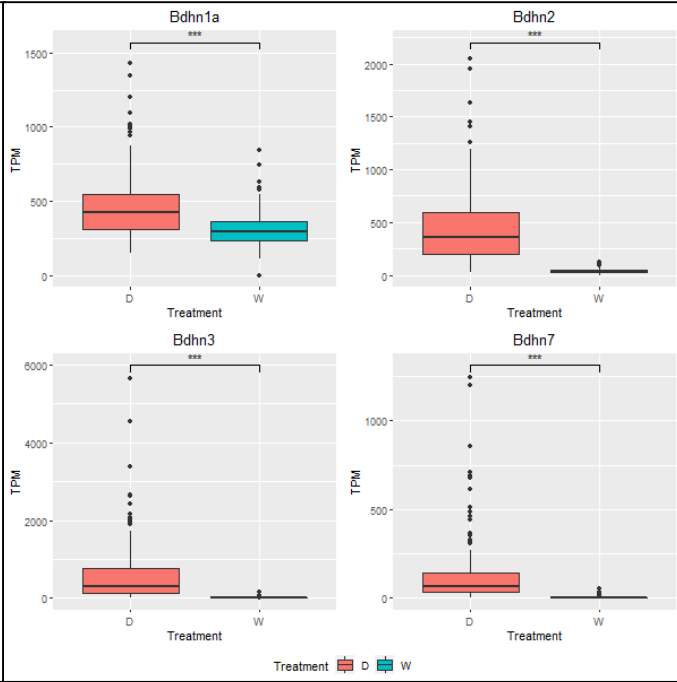 Bdhn1a
***
1500
1000
500
0
TPM
D W
Treatment
Bdhn2
***
2000
1500
1000
500
0
TPM
D W
Treatment
Bdhn3
***
6000
4000
2000
0
TPM
D W
Treatment
Bdhn7
***
1000
500
0
TPM
D W
Treatment
Treatment D W